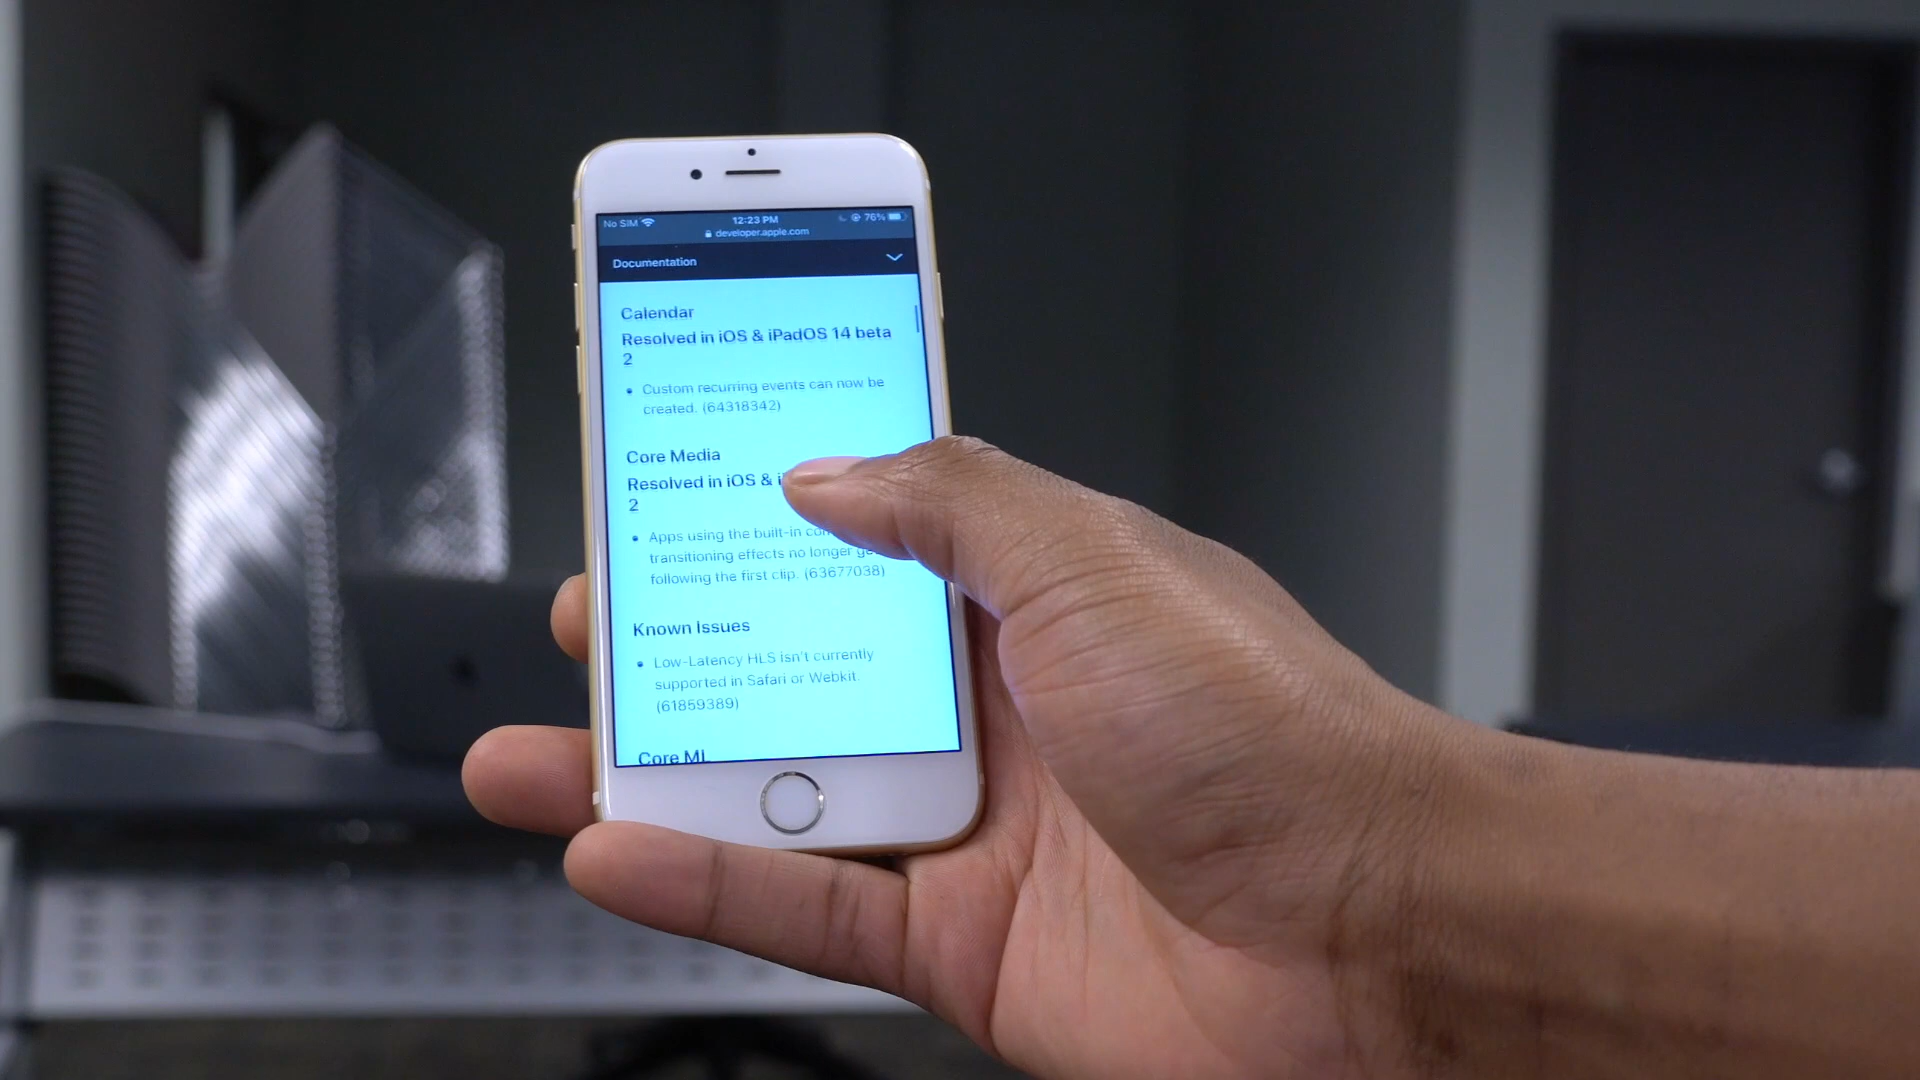 No SIM 12:23 PM 76%
developer.apple.com
Documentation
Calendar
Resolved in iOS & iPadOS 14 beta
2
• Custom recurring events can now be
created. (64318342)
Core Media
Resolved in iOS &
2
• Apps using the built-in
transitioning effects no longer
following the first clip. (63677038)
Known Issues
• Low-Latency HLS isn't currently
supported in Safari or Webkit.
(61859389)
Core ML